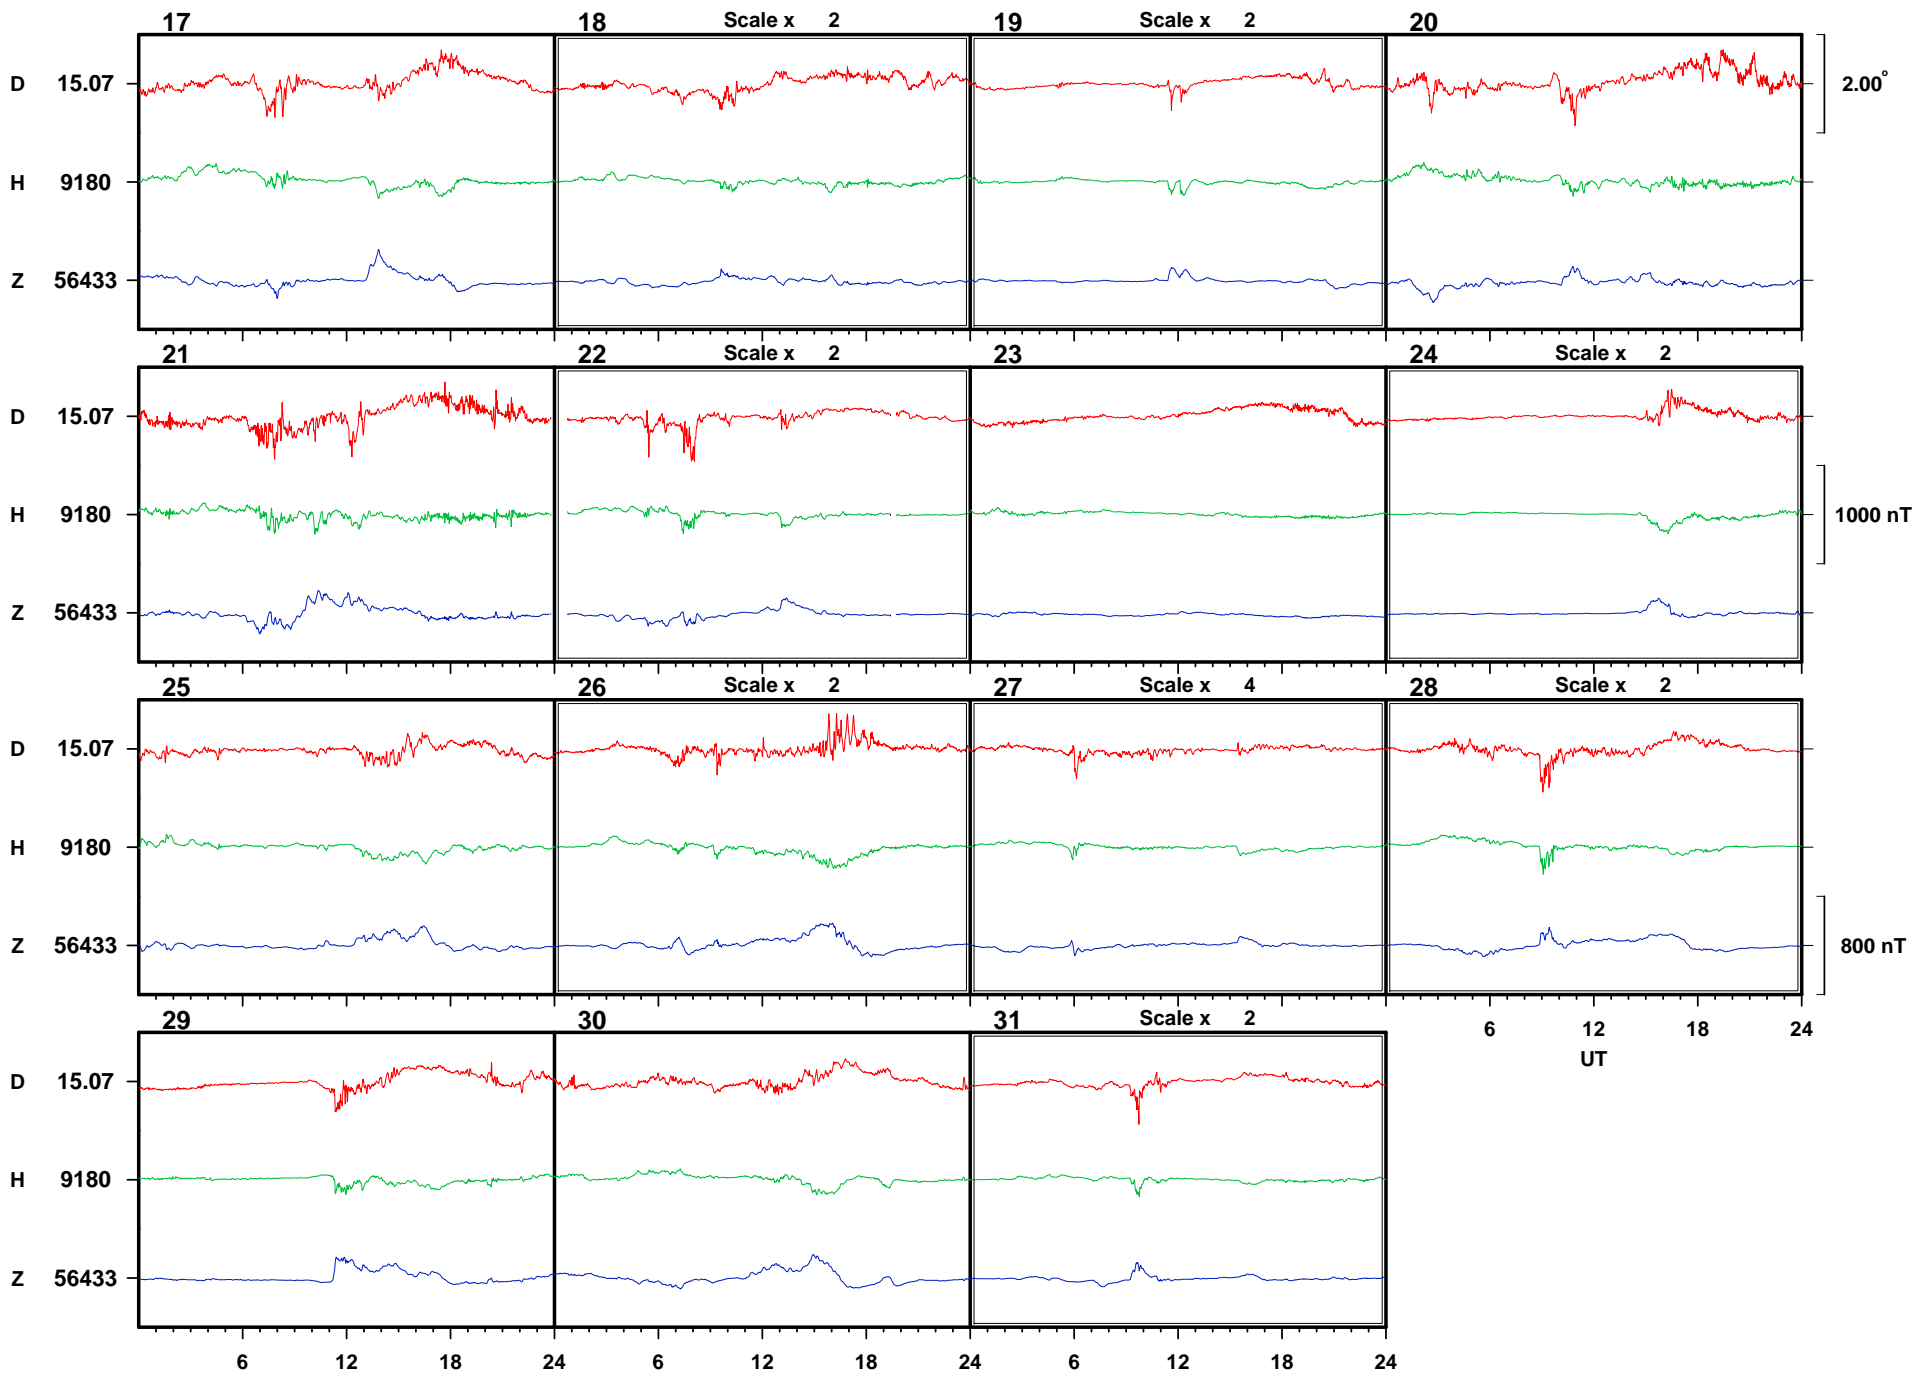 17 18 Scale x 2 19 Scale x 2 20
D 15.07 2.00°
H 9180
Z 56433
21 22 Scale x 2 23 24 Scale x 2
D 15.07
H 9180 1000 nT
Z 56433
25 26 Scale x 2 27 Scale x 4 28 Scale x 2
D 15.07
H 9180
Z 56433 800 nT
6 12 18 24
UT
29 30 31 Scale x 2
D 15.07
H 9180
Z 56433
6 12 18 24 6 12 18 24 6 12 18 24